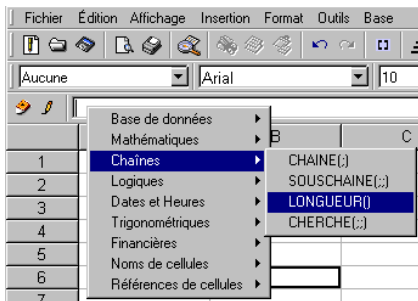 Fichier Édition Affichage Insertion Format Outils Base
Aucune Arial 10
B C
Base de données
Mathématiques
Chaînes
Logiques
Dates et Heures
Trigonométriques
Financières
Noms de cellules
Références de cellules
CHAINE(;)
SOUSCHAINE(;;)
LONGUEUR()
CHERCHE(;;)
1
2
3
4
5
6
7